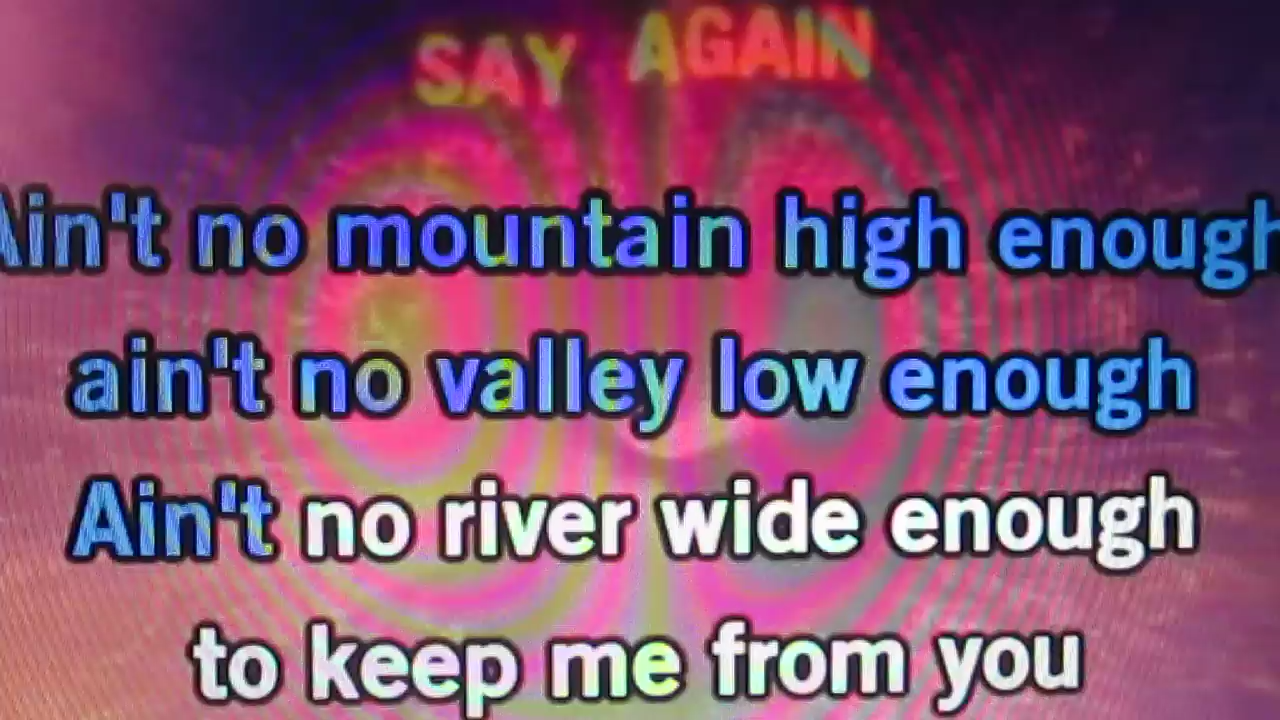 SAY AGAIN
Ain't no mountain high enough
ain't no valley low enough
Ain't no river wide enough
to keep me from you